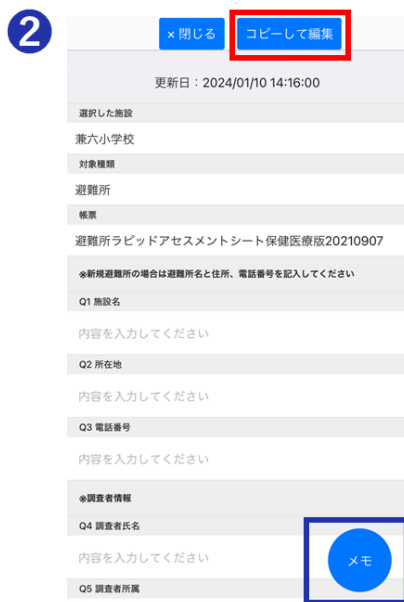 2
×閉じる コピーして編集
更新日：2024/01/10 14:16:00
選択した施設
兼六小学校
対象種類
避難所
帳票
避難所ラピッドアセスメントシート保健医療版20210907
※新規避難所の場合は避難所名と住所、電話番号を記入してください
Q1 施設名
内容を入力してください
Q2 所在地
内容を入力してください
Q3 電話番号
内容を入力してください
※調査者情報
Q4 調査者氏名
内容を入力してください
メモ
Q5 調査者所属